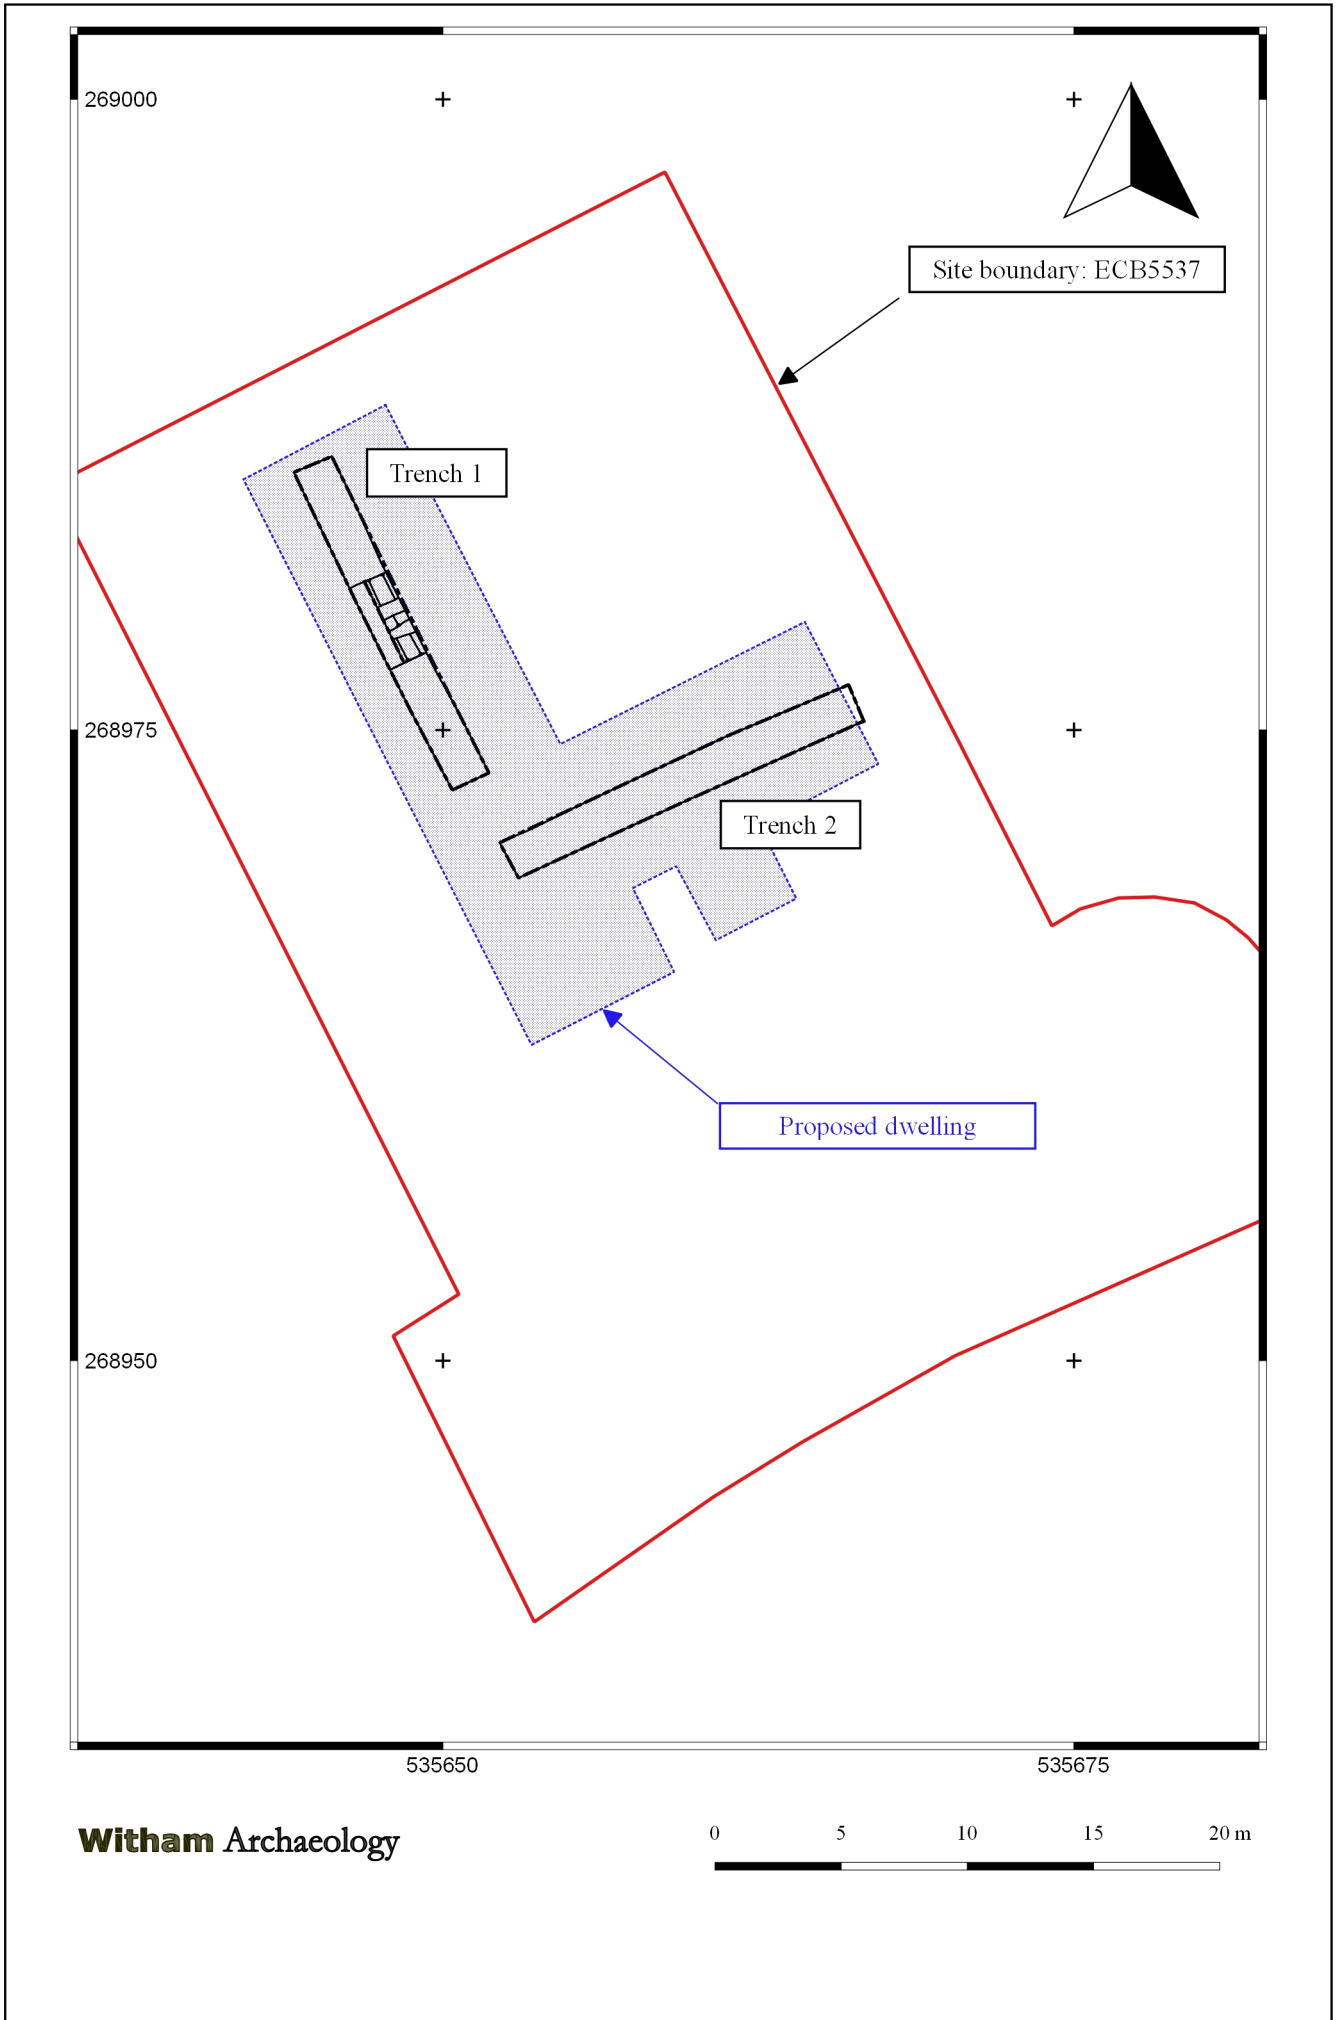 269000
Site boundary: ECB5537
Trench 1
268975
Trench 2
Proposed dwelling
268950
535650 535675
Witham Archaeology
0 5 10 15 20 m